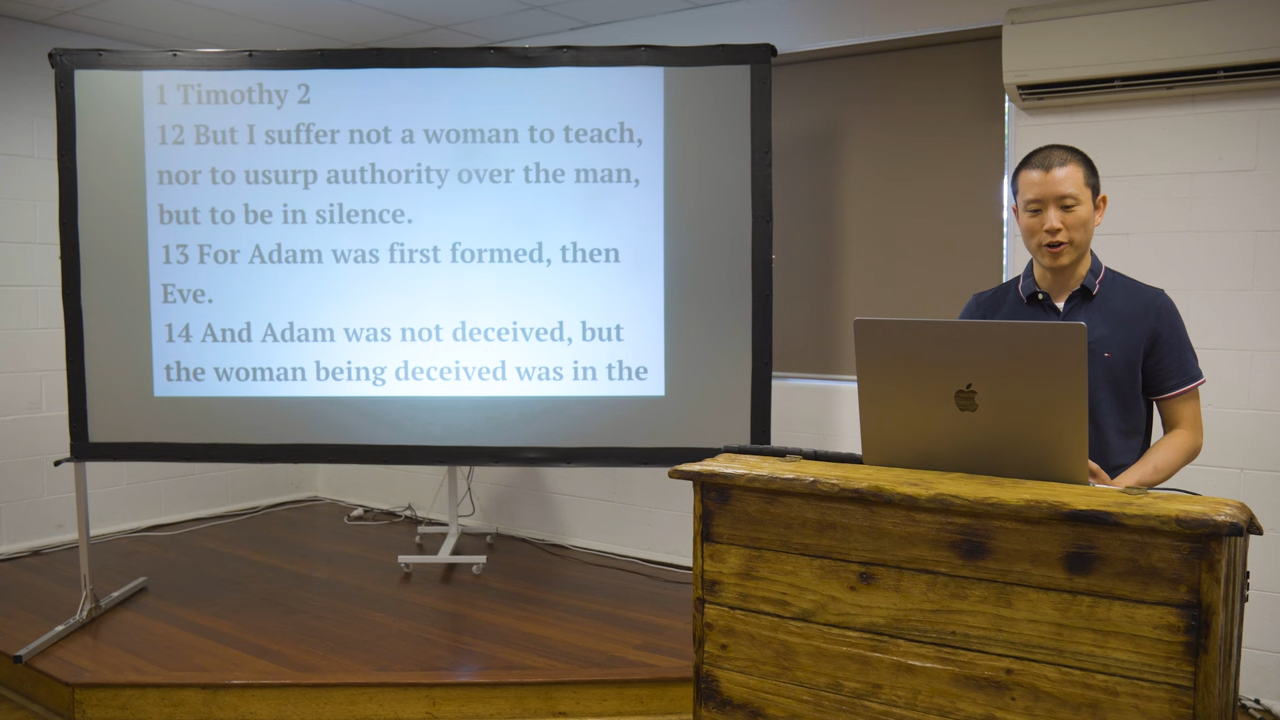 1 Timothy 2
12 But I suffer not a woman to teach,
nor to usurp authority over the man,
but to be in silence.
13 For Adam was first formed, then
Eve.
14 And Adam was not deceived, but
the woman being deceived was in the